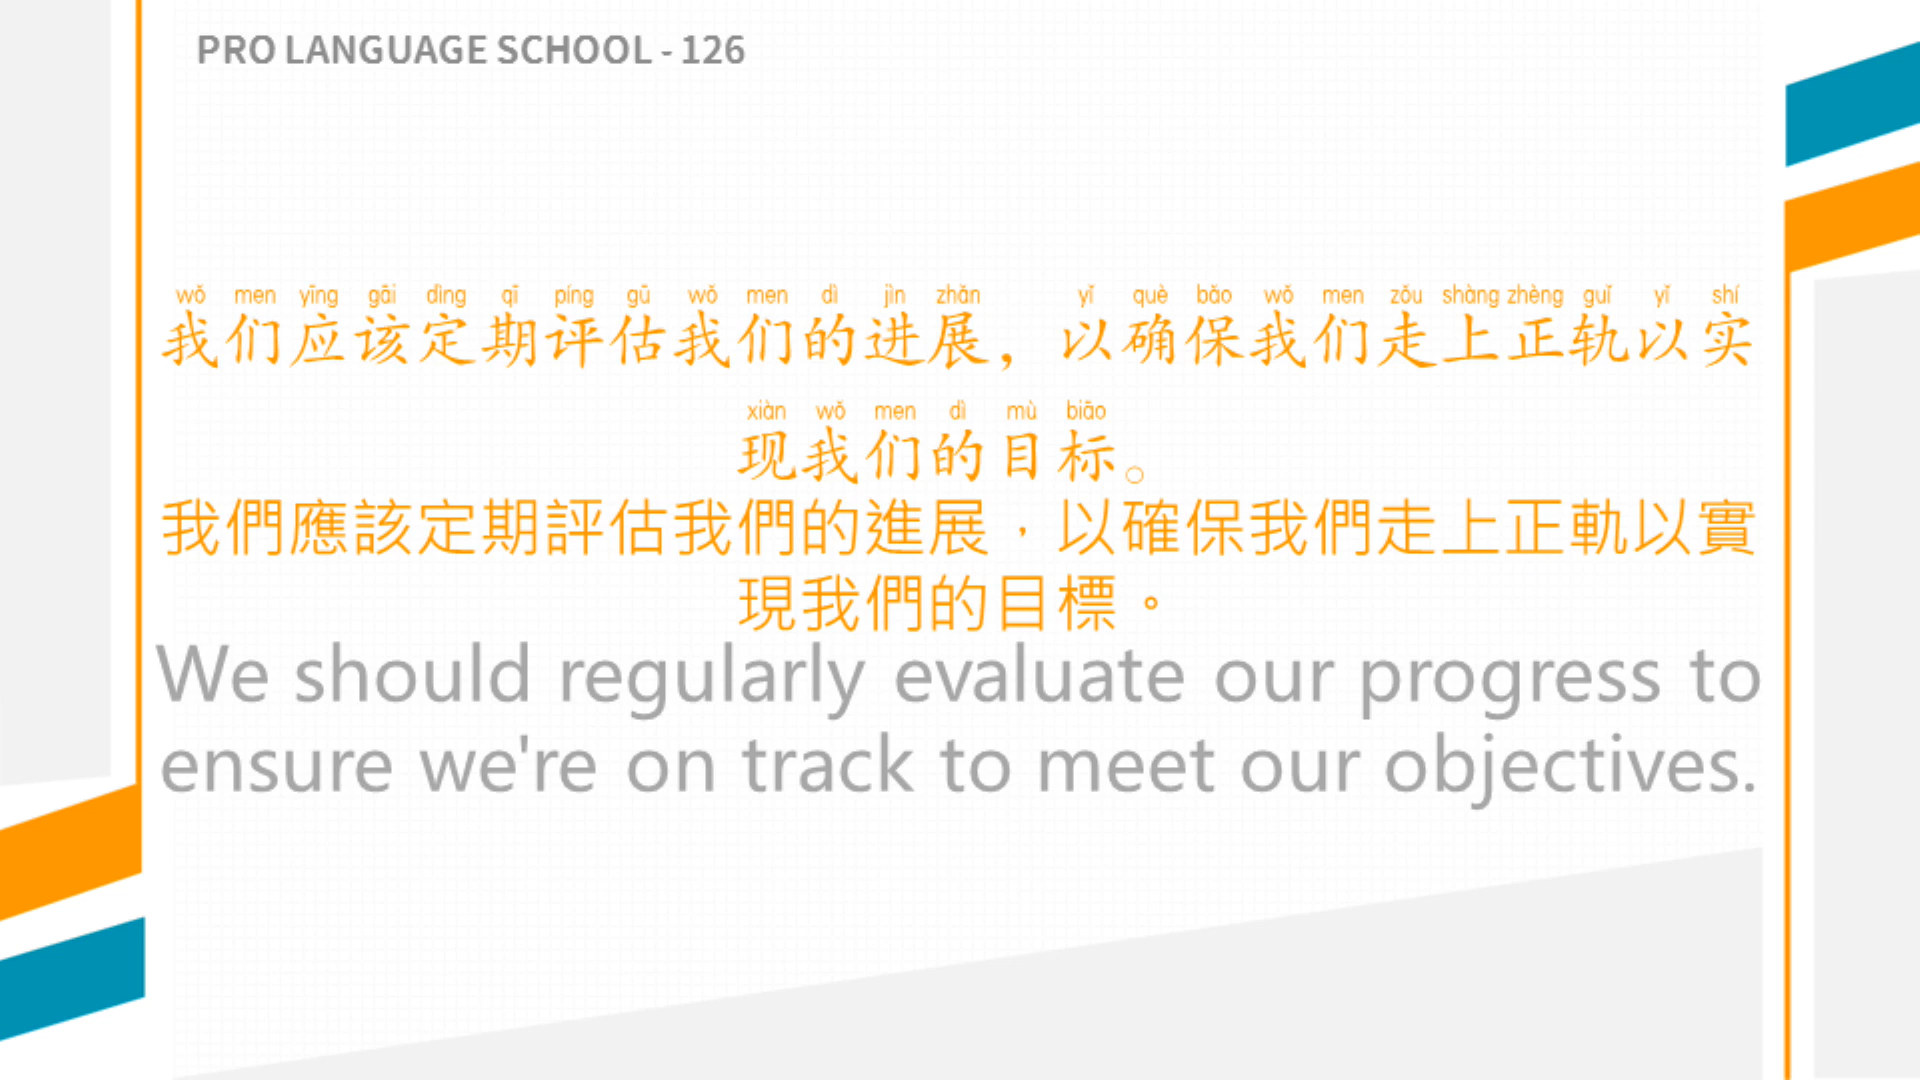 PRO LANGUAGE SCHOOL - 126
wǒ men yīng gāi dìng qī píng gū wǒ men dì jìn zhǎn yǐ què bǎo wǒ men zǒu shàng zhèng guǐ yǐ shí
我们应该定期评估我们的进展，以确保我们走上正轨以实
xiàn wǒ men dì mù biāo
现我们的目标。
我們應該定期評估我們的進展，以確保我們走上正軌以實
現我們的目標。
We should regularly evaluate our progress to
ensure we're on track to meet our objectives.